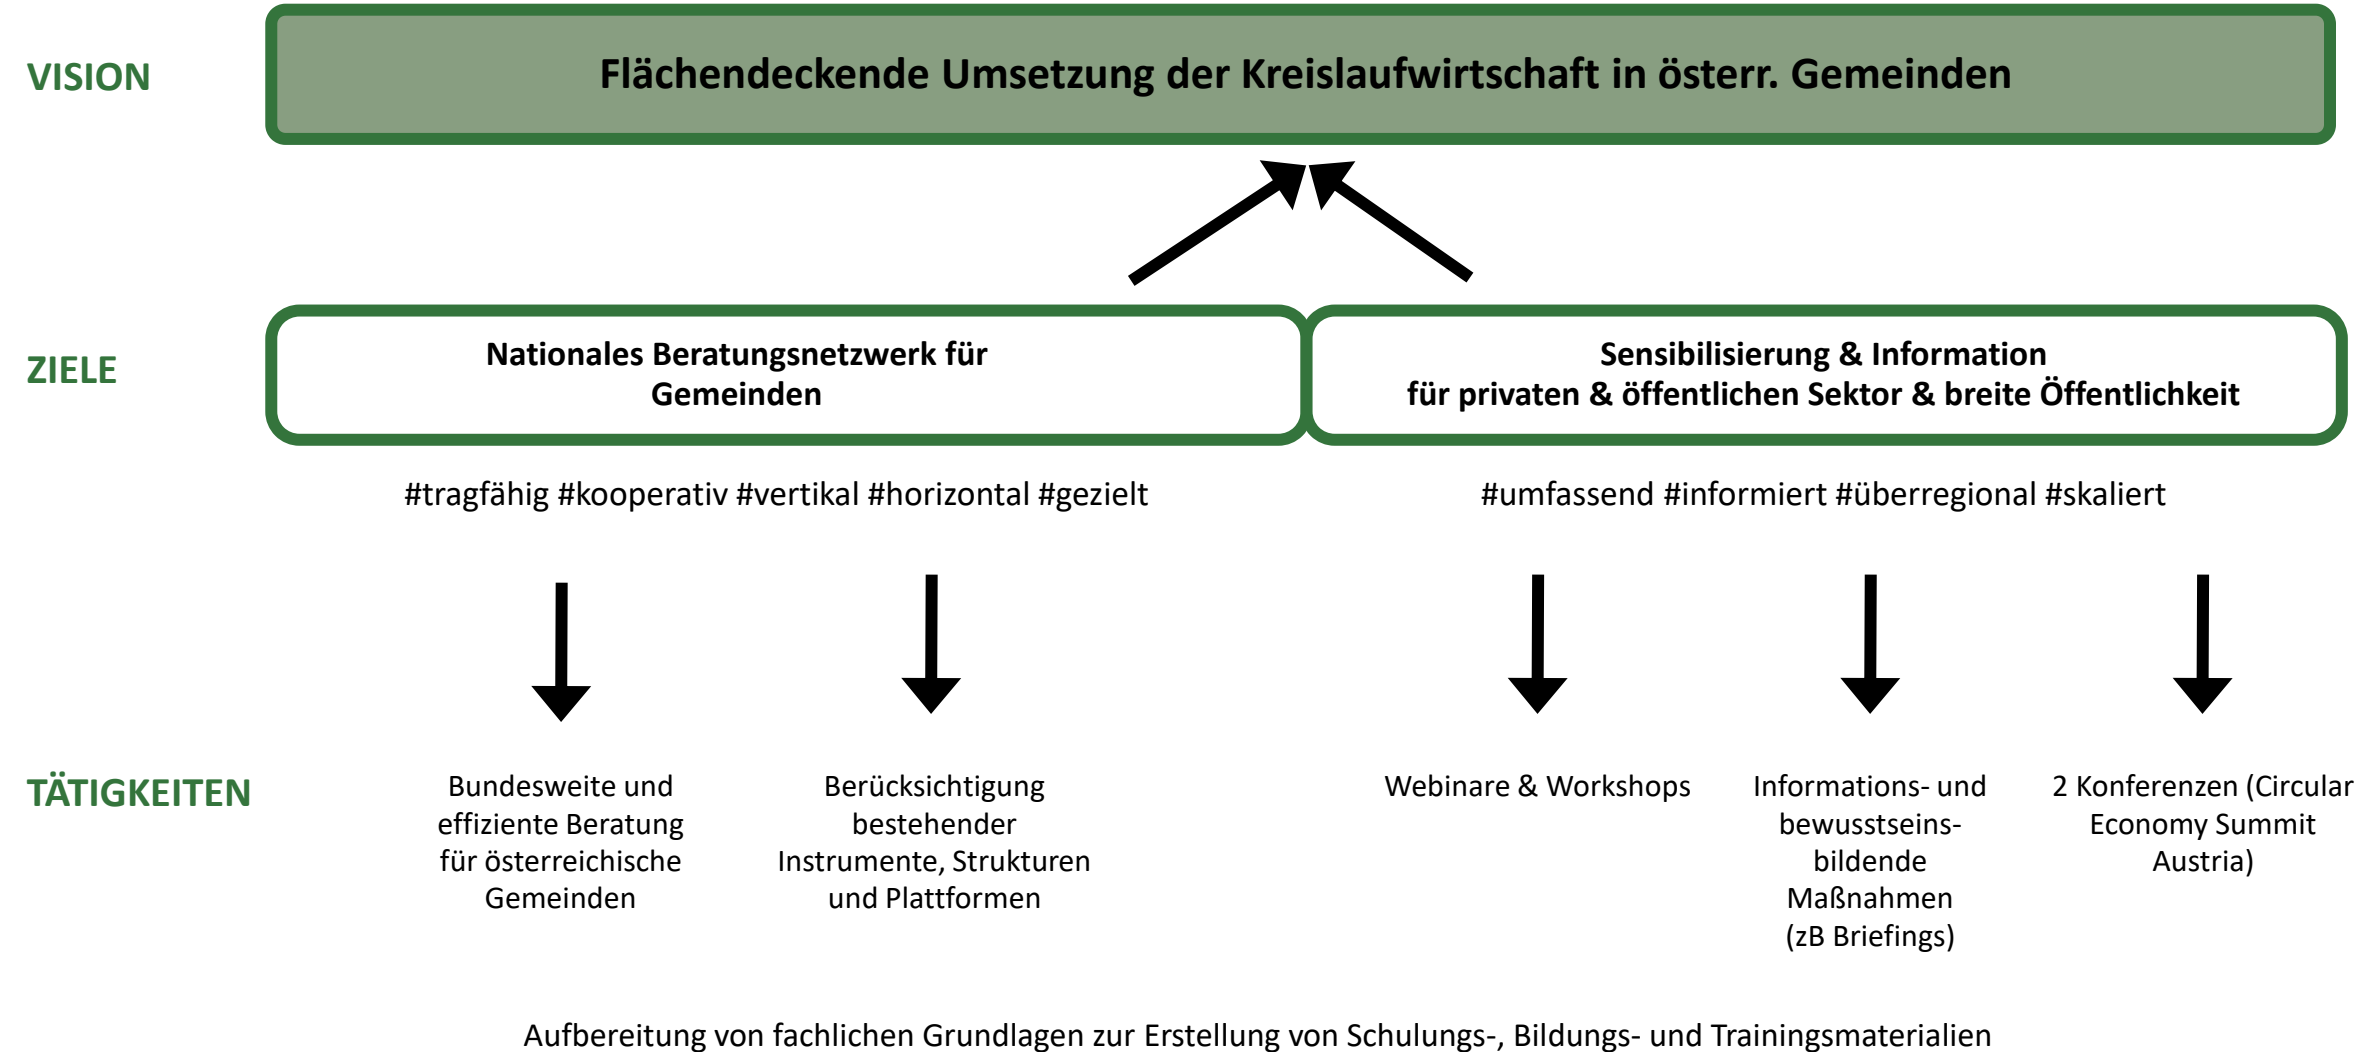 VISION
Flächendeckende Umsetzung der Kreislaufwirtschaft in österr. Gemeinden
ZIELE
Nationales Beratungsnetzwerk für
Gemeinden
Sensibilisierung & Information
für privaten & öffentlichen Sektor & breite Öffentlichkeit
#tragfähig #kooperativ #vertikal #horizontal #gezielt
#umfassend #informiert #überregional #skaliert
TÄTIGKEITEN
Bundesweite und
effiziente Beratung
für österreichische
Gemeinden
Berücksichtigung
bestehender
Instrumente, Strukturen
und Plattformen
Webinare & Workshops
Informations- und
bewusstseins-
bildende
Maßnahmen
(zB Briefings)
2 Konferenzen (Circular
Economy Summit
Austria)
Aufbereitung von fachlichen Grundlagen zur Erstellung von Schulungs-, Bildungs- und Trainingsmaterialien